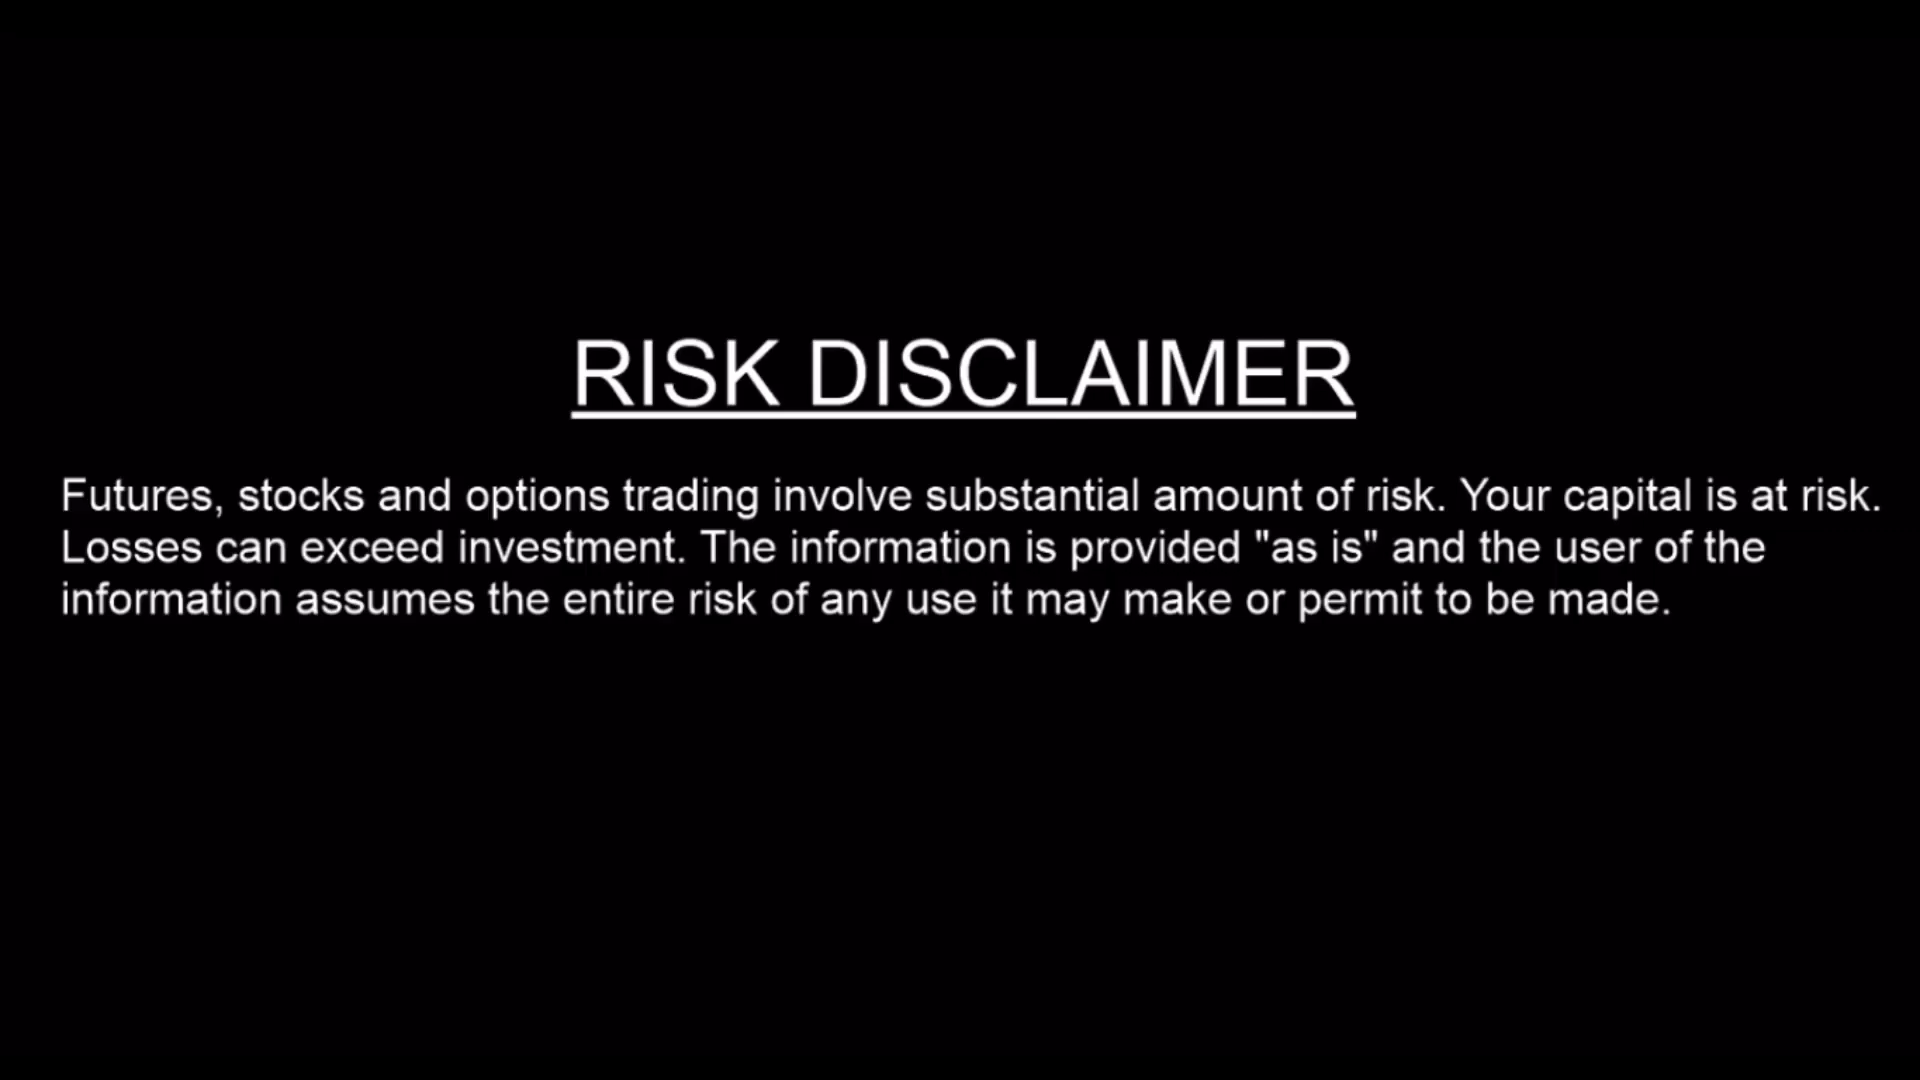 RISK DISCLAIMER
Futures, stocks and options trading involve substantial amount of risk. Your capital is at risk.
Losses can exceed investment. The information is provided "as is" and the user of the
information assumes the entire risk of any use it may make or permit to be made.